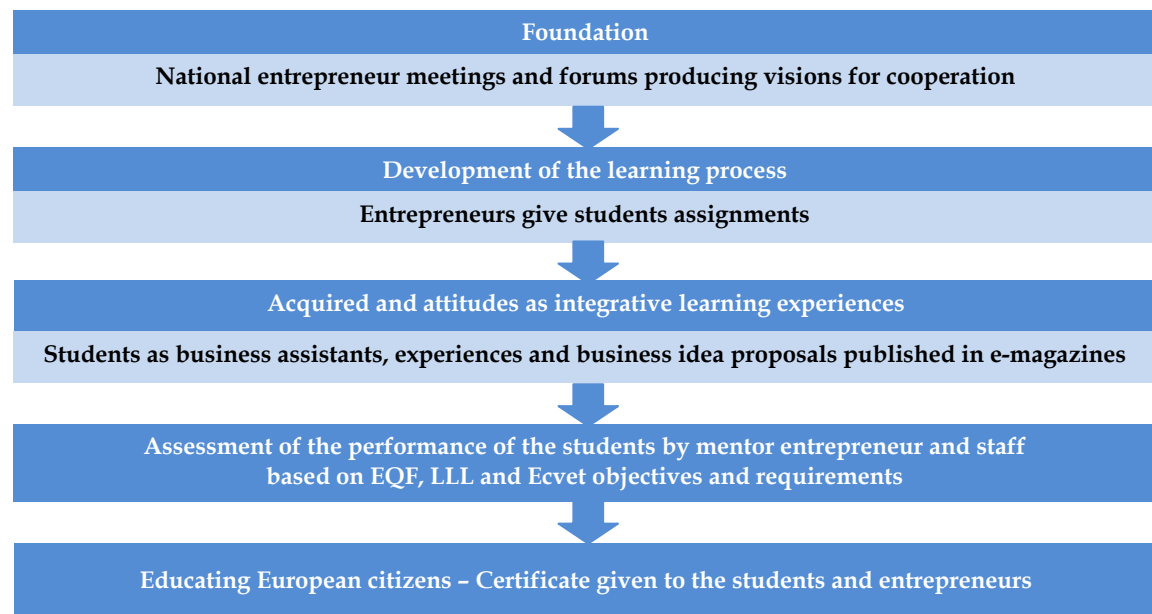 Foundation
National entrepreneur meetings and forums producing visions for cooperation
Development of the learning process
Entrepreneurs give students assignments
Acquired and attitudes as integrative learning experiences
Students as business assistants, experiences and business idea proposals published in e-magazines
Assessment of the performance of the students by mentor entrepreneur and staff
based on EQF, LLL and Ecvet objectives and requirements
Educating European citizens – Certificate given to the students and entrepreneurs